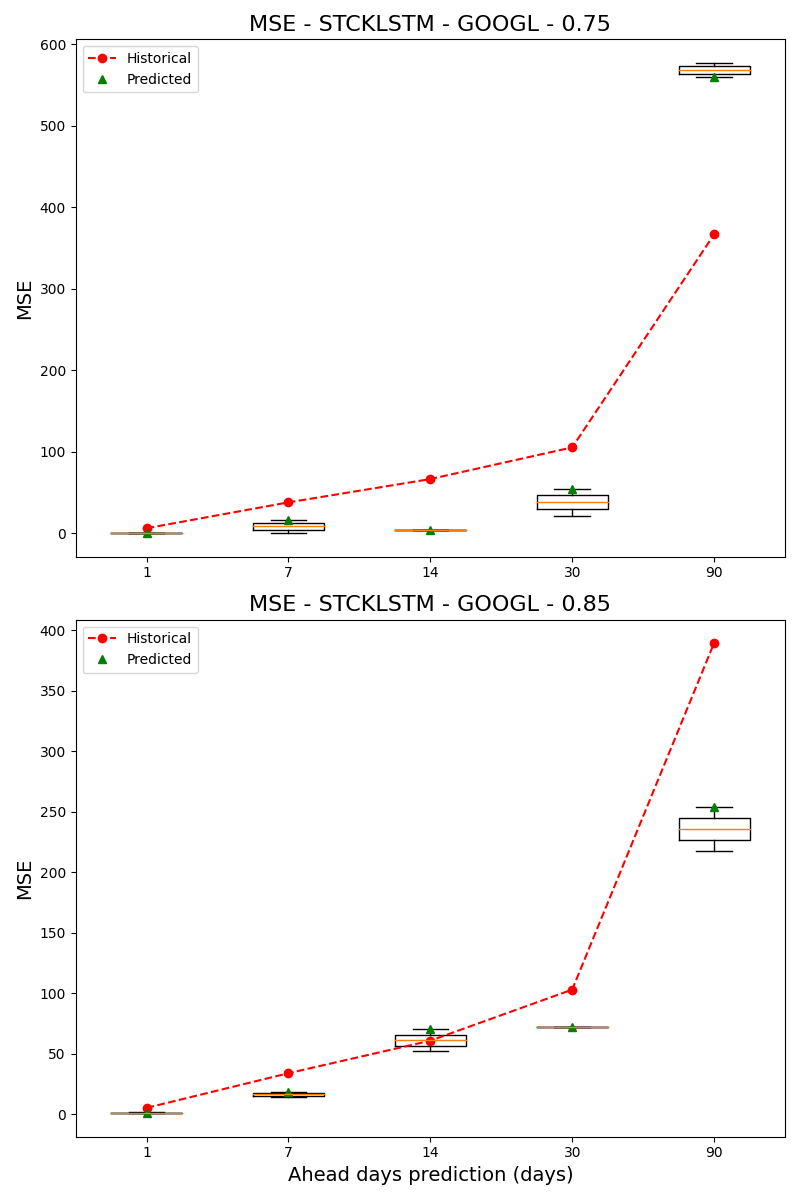 MSE - STCKLSTM - GOOGL - 0.75
Historical
Predicted
600
500
400
300
200
100
0
MSE
1 7 14 30 90
MSE - STCKLSTM - GOOGL - 0.85
Historical
Predicted
400
350
300
250
200
150
100
50
0
MSE
1 7 14 30 90
Ahead days prediction (days)